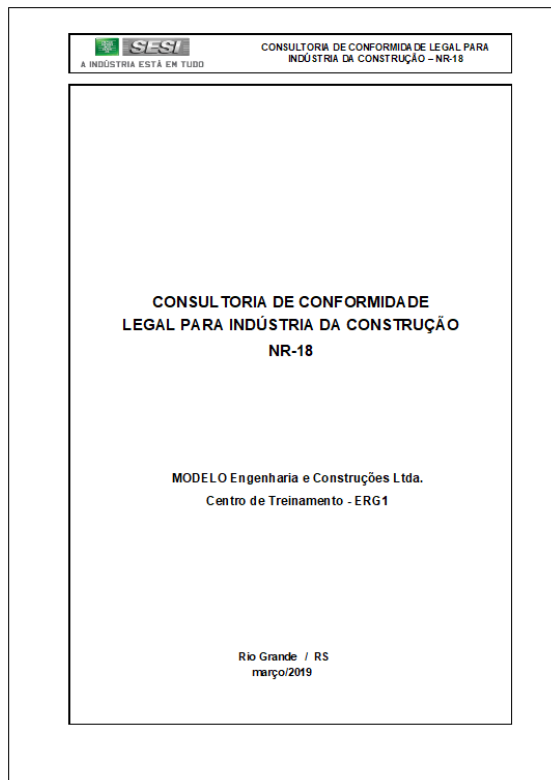 SESI
A INDÚSTRIA ESTÁ EM TUDO
CONSULTORIA DE CONFORMIDADE LEGAL PARA
INDÚSTRIA DA CONSTRUÇÃO – NR-18
CONSULTORIA DE CONFORMIDADE
LEGAL PARA INDÚSTRIA DA CONSTRUÇÃO
NR-18
MODELO Engenharia e Construções Ltda.
Centro de Treinamento - ERG1
Rio Grande / RS
março/2019